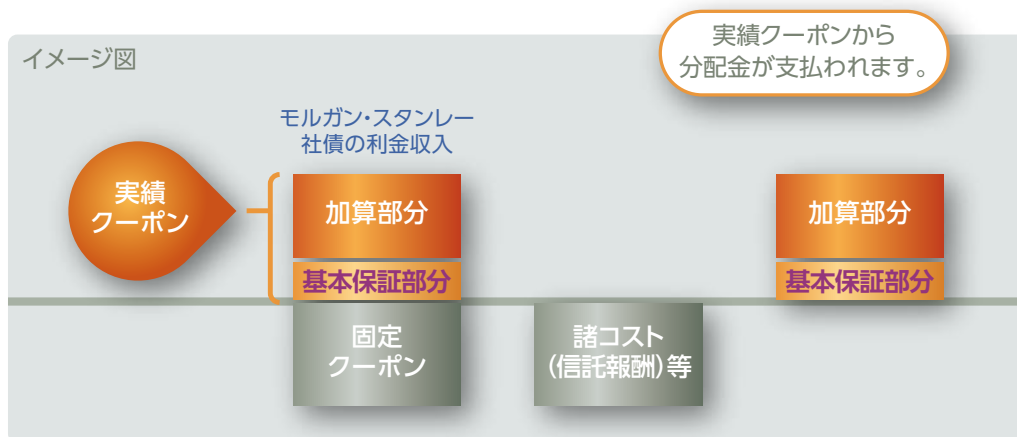 イメージ図
実績クーポンから
分配金が支払われます。
モルガン・スタンレー
社債の利金収入
実績
クーポン
加算部分
基本保証部分
固定
クーポン
諸コスト
(信託報酬)等
加算部分
基本保証部分